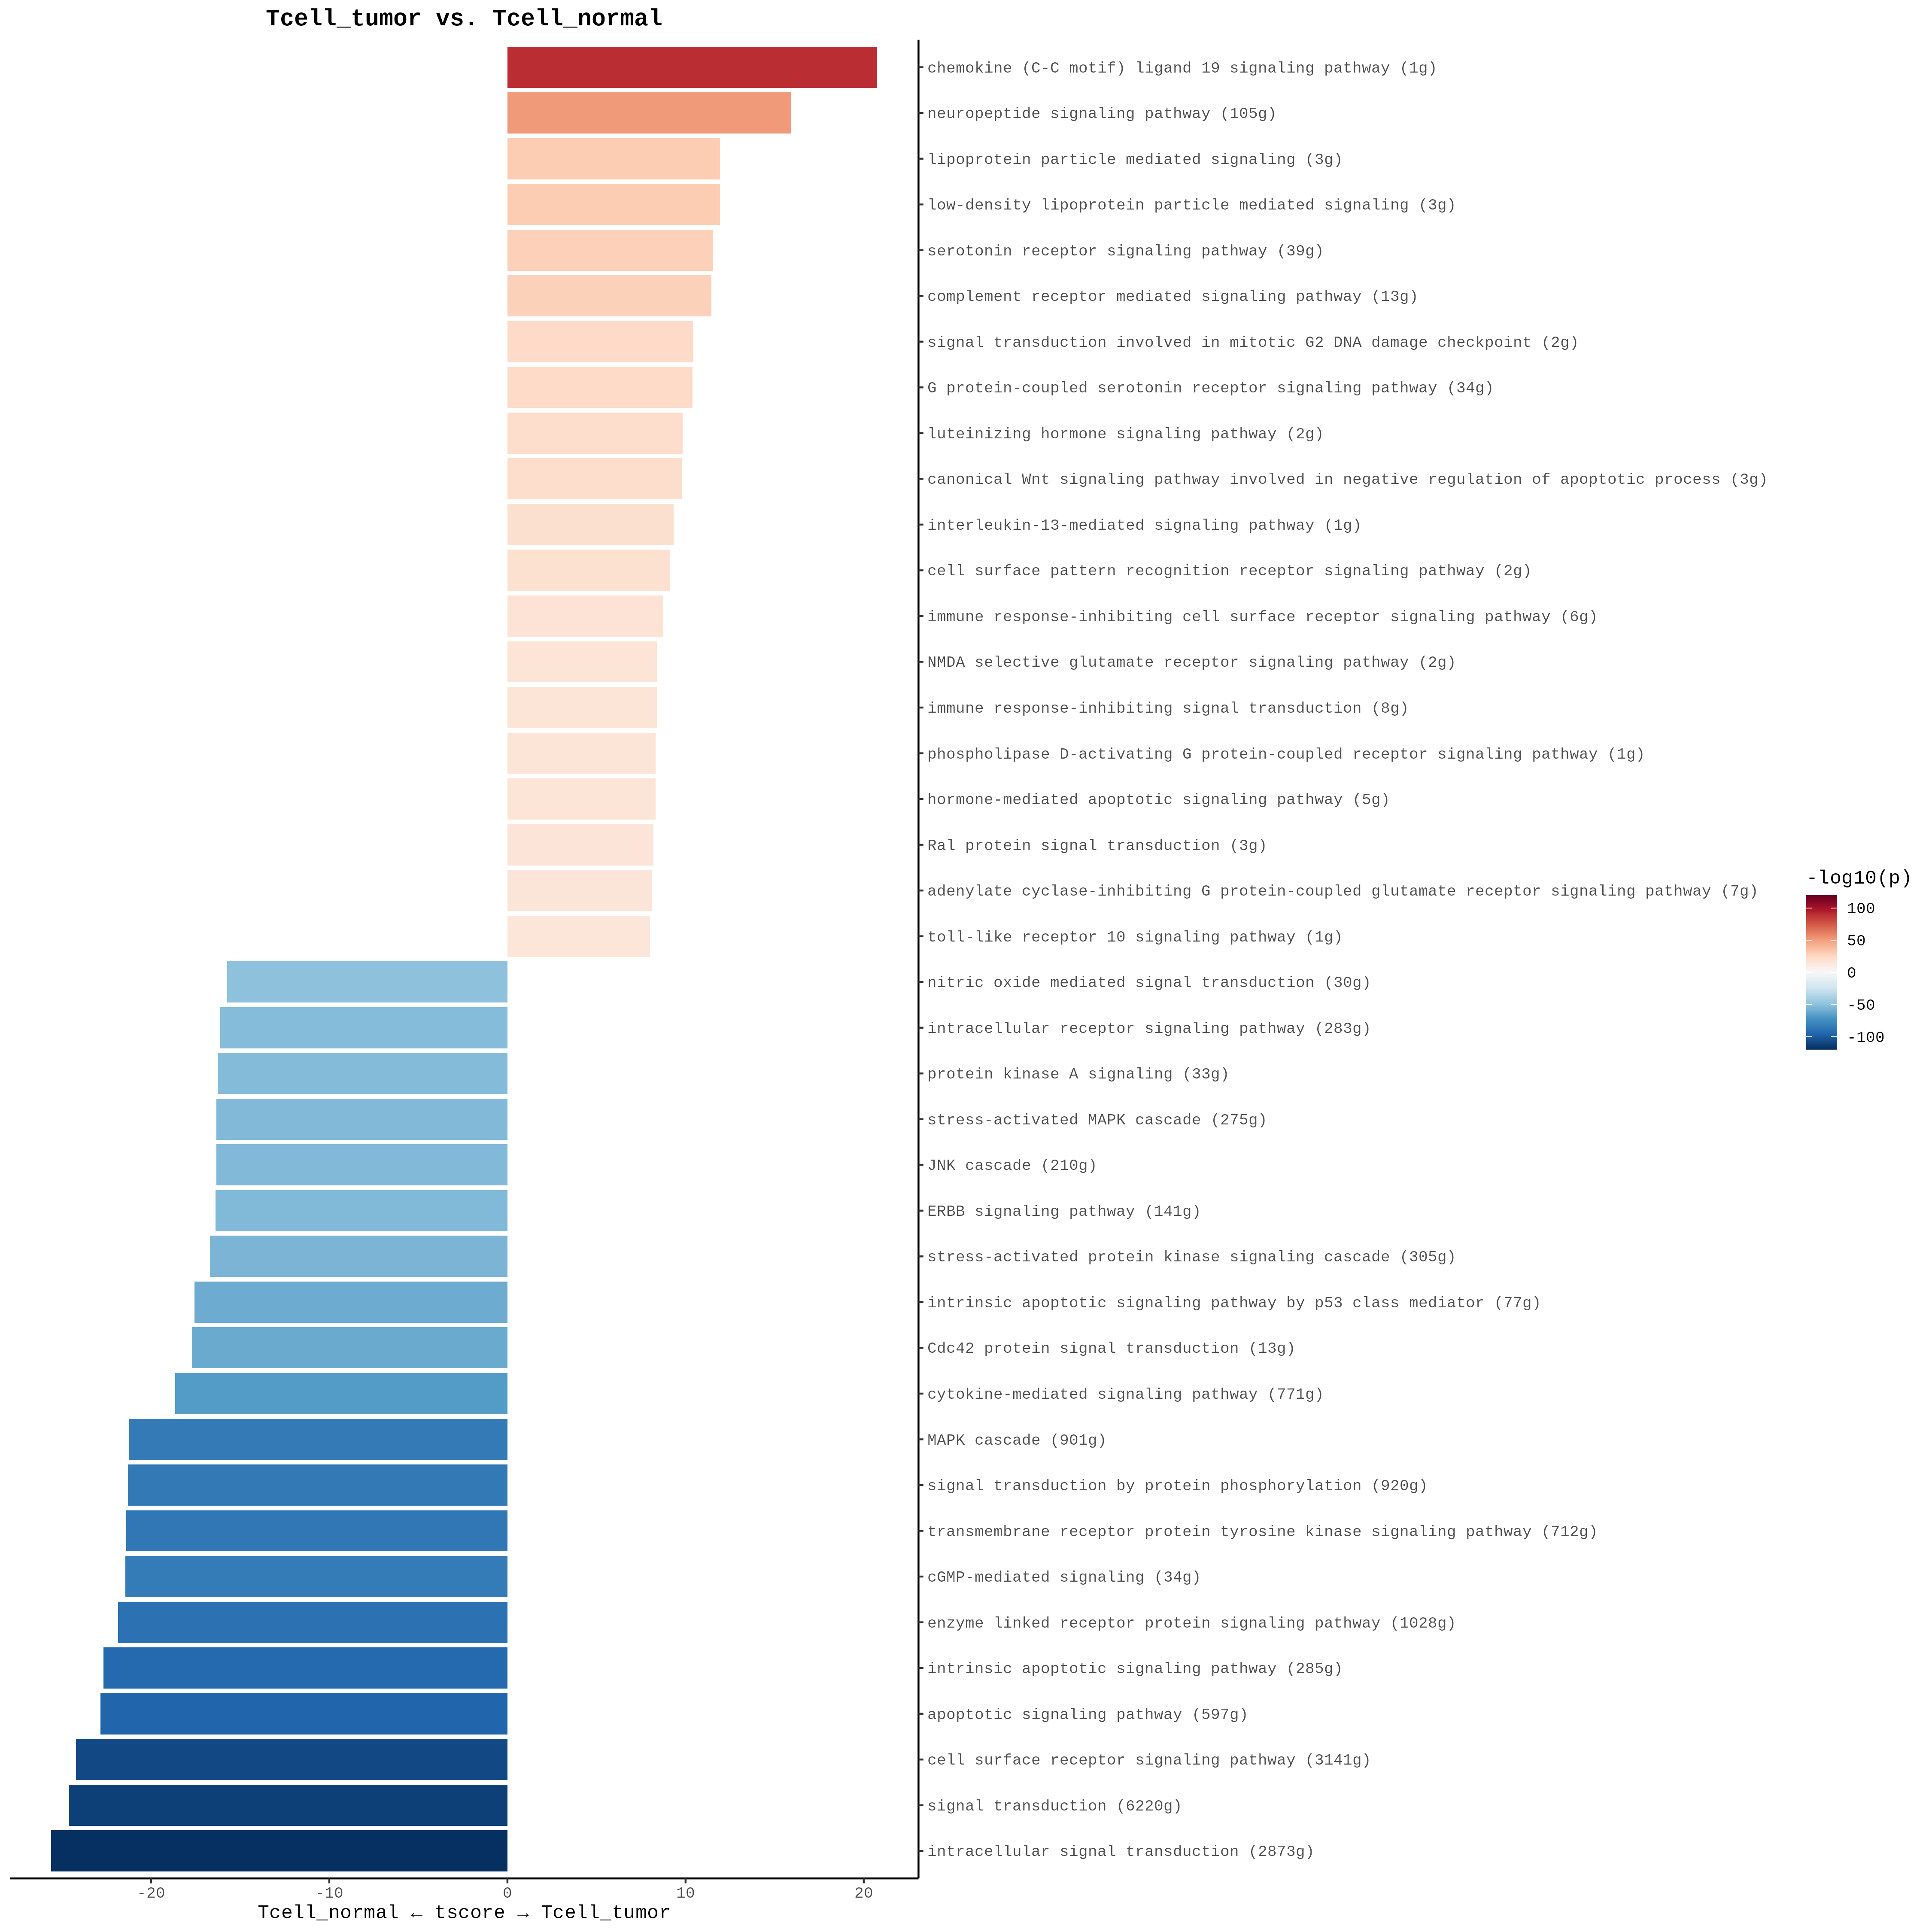 Tcell_tumor vs. Tcell_normal
chemokine (C-C motif) ligand 19 signaling pathway (1g)
neuropeptide signaling pathway (105g)
lipoprotein particle mediated signaling (3g)
low-density lipoprotein particle mediated signaling (3g)
serotonin receptor signaling pathway (39g)
complement receptor mediated signaling pathway (13g)
signal transduction involved in mitotic G2 DNA damage checkpoint (2g)
G protein-coupled serotonin receptor signaling pathway (34g)
luteinizing hormone signaling pathway (2g)
canonical Wnt signaling pathway involved in negative regulation of apoptotic process (3g)
interleukin-13-mediated signaling pathway (1g)
cell surface pattern recognition receptor signaling pathway (2g)
immune response-inhibiting cell surface receptor signaling pathway (6g)
NMDA selective glutamate receptor signaling pathway (2g)
immune response-inhibiting signal transduction (8g)
phospholipase D-activating G protein-coupled receptor signaling pathway (1g)
hormone-mediated apoptotic signaling pathway (5g)
Ral protein signal transduction (3g)
adenylate cyclase-inhibiting G protein-coupled glutamate receptor signaling pathway (7g)
toll-like receptor 10 signaling pathway (1g)
nitric oxide mediated signal transduction (30g)
intracellular receptor signaling pathway (283g)
protein kinase A signaling (33g)
stress-activated MAPK cascade (275g)
JNK cascade (210g)
ERBB signaling pathway (141g)
stress-activated protein kinase signaling cascade (305g)
intrinsic apoptotic signaling pathway by p53 class mediator (77g)
Cdc42 protein signal transduction (13g)
cytokine-mediated signaling pathway (771g)
MAPK cascade (901g)
signal transduction by protein phosphorylation (920g)
transmembrane receptor protein tyrosine kinase signaling pathway (712g)
cGMP-mediated signaling (34g)
enzyme linked receptor protein signaling pathway (1028g)
intrinsic apoptotic signaling pathway (285g)
apoptotic signaling pathway (597g)
cell surface receptor signaling pathway (3141g)
signal transduction (6220g)
intracellular signal transduction (2873g)
-20 -10 0 10 20
Tcell_normal ← tscore → Tcell_tumor
-log10(p)
100
50
0
-50
-100